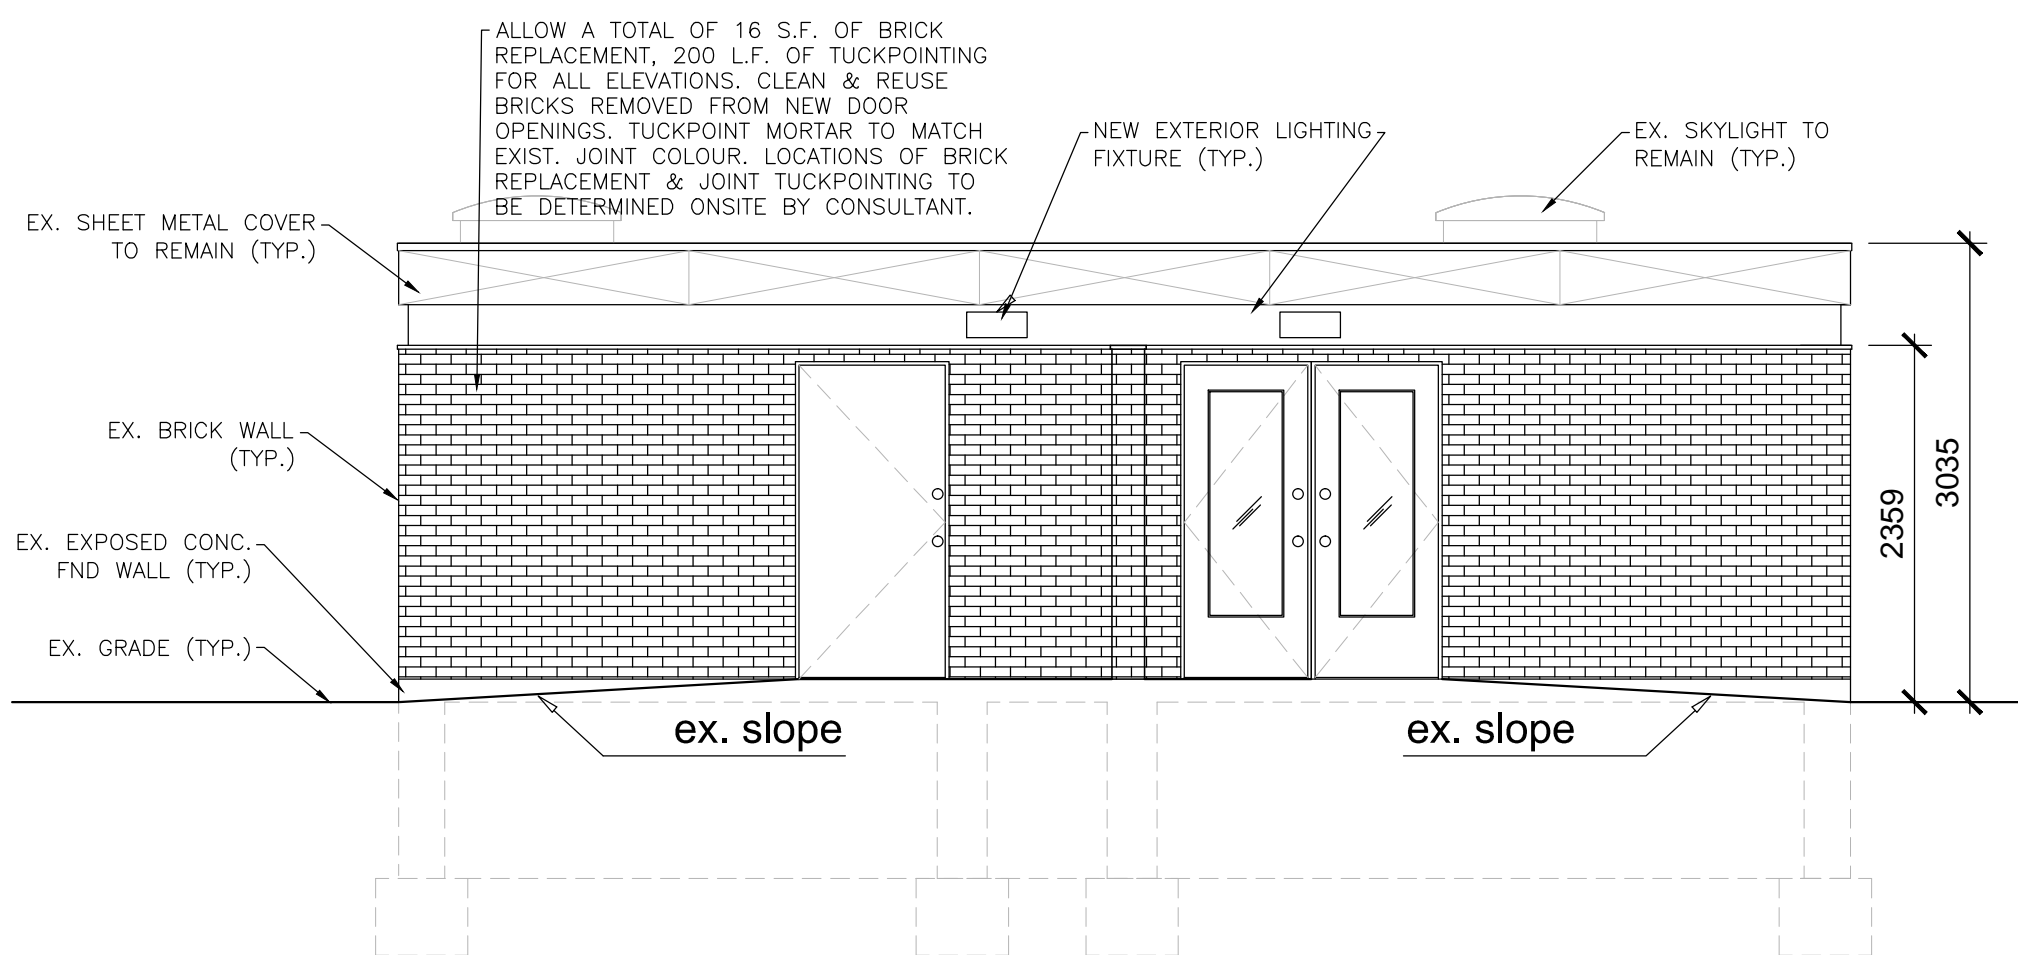 ALLOW A TOTAL OF 16 S.F. OF BRICK
REPLACEMENT, 200 L.F. OF TUCKPOINTING
FOR ALL ELEVATIONS. CLEAN & REUSE
BRICKS REMOVED FROM NEW DOOR
OPENINGS. TUCKPOINT MORTAR TO MATCH
EXIST. JOINT COLOUR. LOCATIONS OF BRICK
REPLACEMENT & JOINT TUCKPOINTING TO
BE DETERMINED ONSITE BY CONSULTANT.
NEW EXTERIOR LIGHTING
FIXTURE (TYP.)
EX. SKYLIGHT TO
REMAIN (TYP.)
EX. SHEET METAL COVER
TO REMAIN (TYP.)
EX. BRICK WALL
(TYP.)
EX. EXPOSED CONC.
FND WALL (TYP.)
EX. GRADE (TYP.)
2359
3035
ex. slope
ex. slope